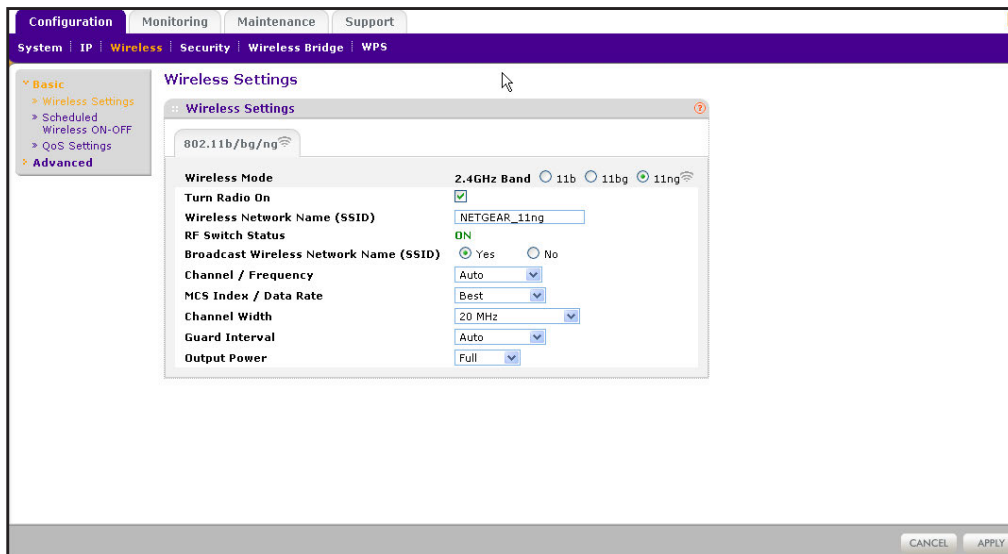 Configuration Monitoring Maintenance Support
System IP Wireless Security Wireless Bridge WPS
Basic
Wireless Settings
Scheduled
Wireless ON-OFF
QoS Settings
Advanced
Wireless Settings
Wireless Settings ?
802.11b/bg/ng
Wireless Mode 2.4GHz Band 11b 11bg 11ng
Turn Radio On
Wireless Network Name (SSID) NETGEAR_11ng
RF Switch Status ON
Broadcast Wireless Network Name (SSID) Yes No
Channel / Frequency Auto
MCS Index / Data Rate Best
Channel Width 20 MHz
Guard Interval Auto
Output Power Full
CANCEL APPLY